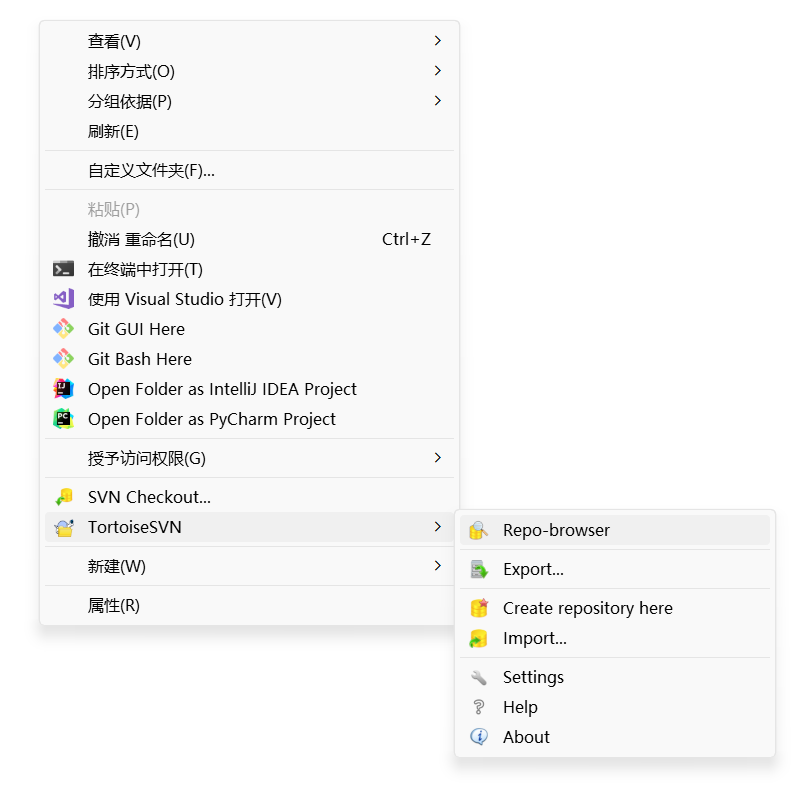 查看(V)
排序方式(O)
分组依据(P)
刷新(E)
自定义文件夹(F)...
粘贴(P)
撤消 重命名(U) Ctrl+Z
在终端中打开(T)
使用 Visual Studio 打开(V)
Git GUI Here
Git Bash Here
Open Folder as IntelliJ IDEA Project
Open Folder as PyCharm Project
授予访问权限(G)
SVN Checkout...
TortoiseSVN
新建(W)
属性(R)
Repo-browser
Export...
Create repository here
Import...
Settings
Help
About